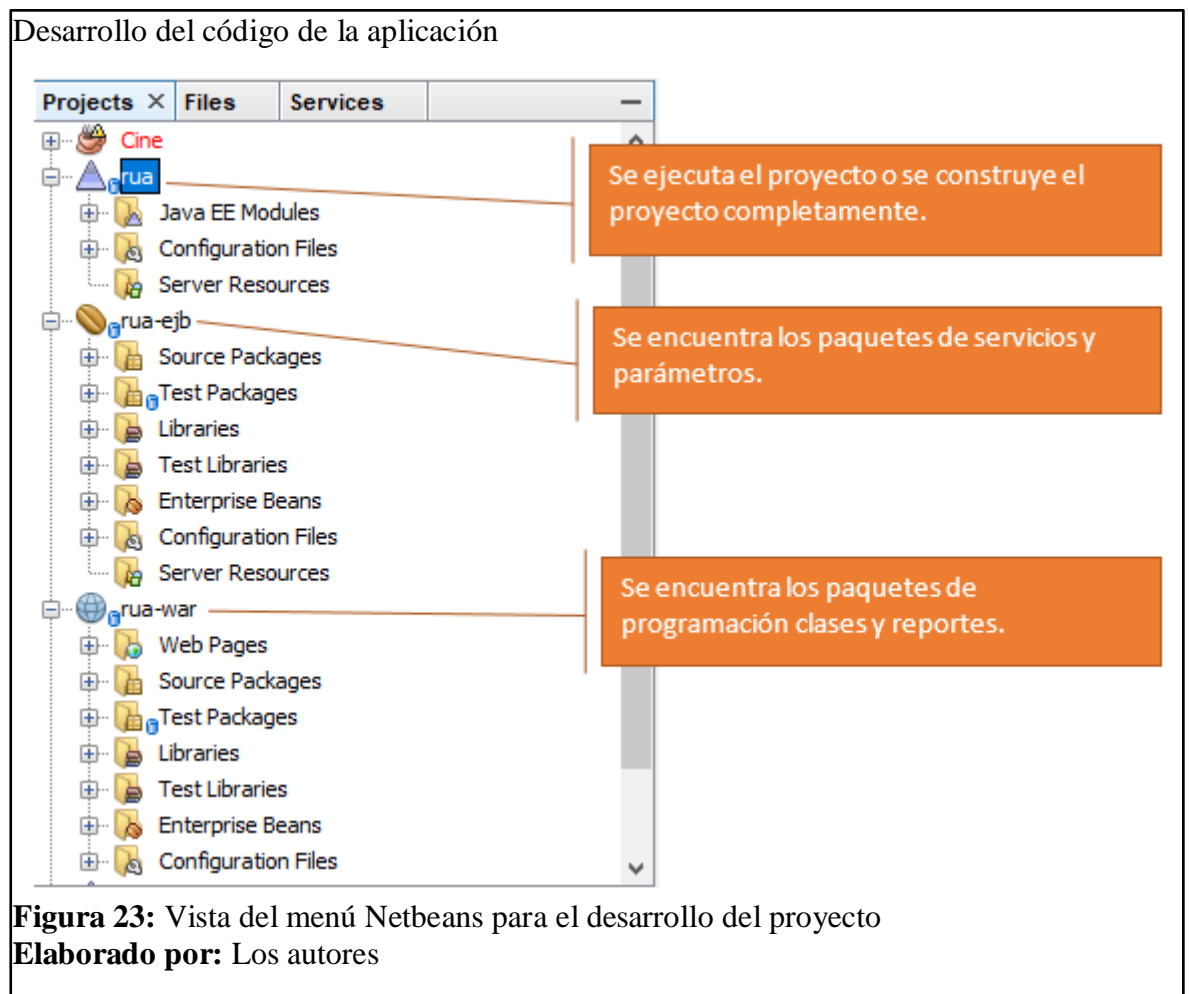 Desarrollo del código de la aplicación
Projects × Files Services
Cine
rua
Java EE Modules
Configuration Files
Server Resources
rua-ejb
Source Packages
Test Packages
Libraries
Test Libraries
Enterprise Beans
Configuration Files
Server Resources
rua-war
Web Pages
Source Packages
Test Packages
Libraries
Test Libraries
Enterprise Beans
Configuration Files
Se ejecuta el proyecto o se construye el
proyecto completamente.
Se encuentra los paquetes de servicios y
parámetros.
Se encuentra los paquetes de
programación clases y reportes.
Figura 23: Vista del menú Netbeans para el desarrollo del proyecto
Elaborado por: Los autores